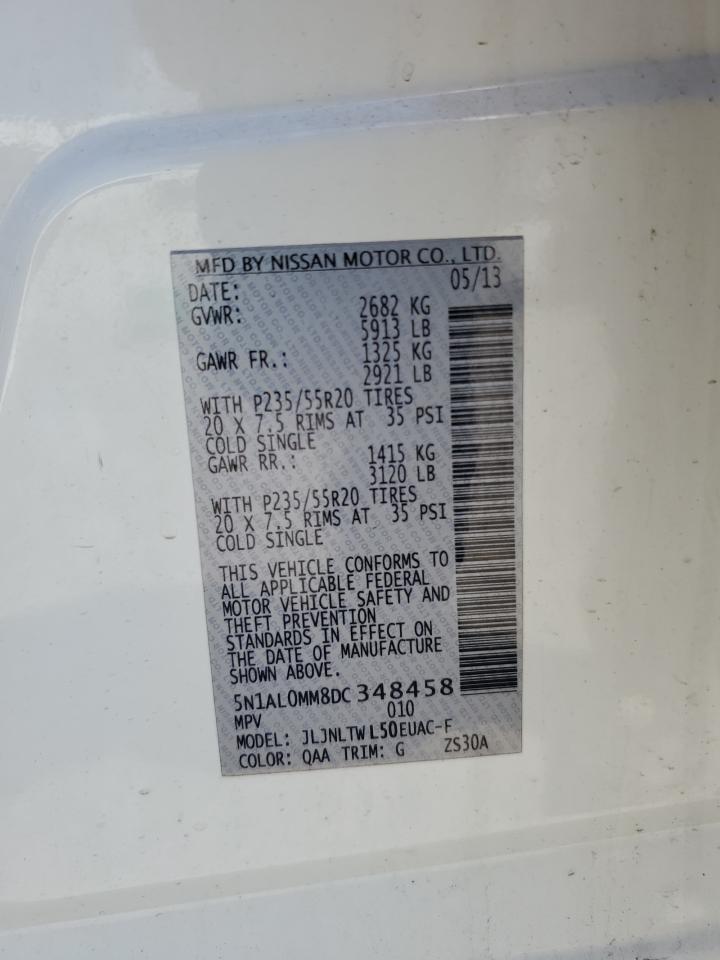 MFD BY NISSAN MOTOR CO., LTD.
DATE: 05/13
GVWR: 2682 KG
5913 LB
GAWR FR.: 1325 KG
2921 LB
WITH P235/55R20 TIRES
20 X 7.5 RIMS AT 35 PSI
COLD SINGLE
GAWR RR.: 1415 KG
3120 LB
WITH P235/55R20 TIRES
20 X 7.5 RIMS AT 35 PSI
COLD SINGLE
THIS VEHICLE CONFORMS TO
ALL APPLICABLE FEDERAL
MOTOR VEHICLE SAFETY AND
THEFT PREVENTION
STANDARDS IN EFFECT ON
THE DATE OF MANUFACTURE
SHOWN ABOVE.
5N1AL0MM8DC 348458
MPV 010
MODEL: JLJNLTW L50EUAC-F
COLOR: QAA TRIM: G ZS30A